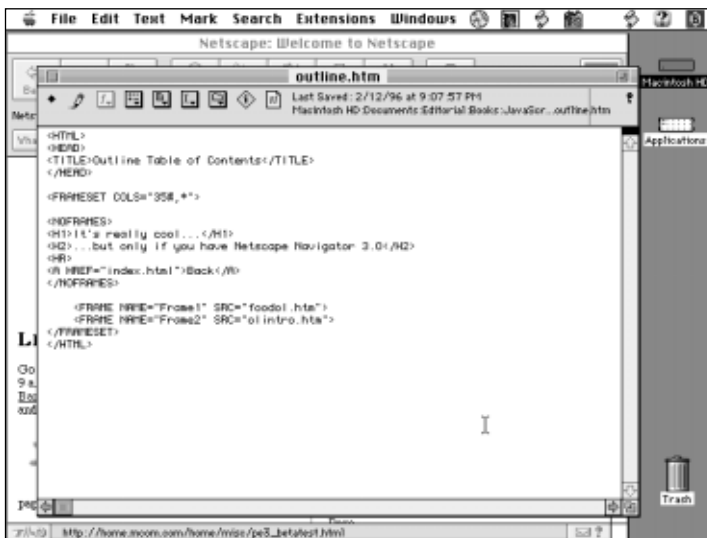 File Edit Text Mark Search Extensions Windows
Netscape: Welcome to Netscape
outline.htm
Last Saved: 2/12/96 at 9:07:57 PM
Macintosh HD:Documents:Editorial:Books:JavaScr...outline.htm
Macintosh HD
Applications
<HTML>
<HEAD>
<TITLE>Outline Table of Contents</TITLE>
</HEAD>
<FRAMESET COLS="35%,*">
<NOFRAMES>
<H1>It's really cool...</H1>
<H2>...but only if you have Netscape Navigator 3.0</H2>
<HR>
<A HREF="index.html">Back</A>
</NOFRAMES>
<FRAME NAME="Frame1" SRC="foodol.htm">
<FRAME NAME="Frame2" SRC="olintro.htm">
</FRAMESET>
</HTML>
Go
9 a
and
Trash
http://home.mcom.com/home/misc/pe3_betatest.html